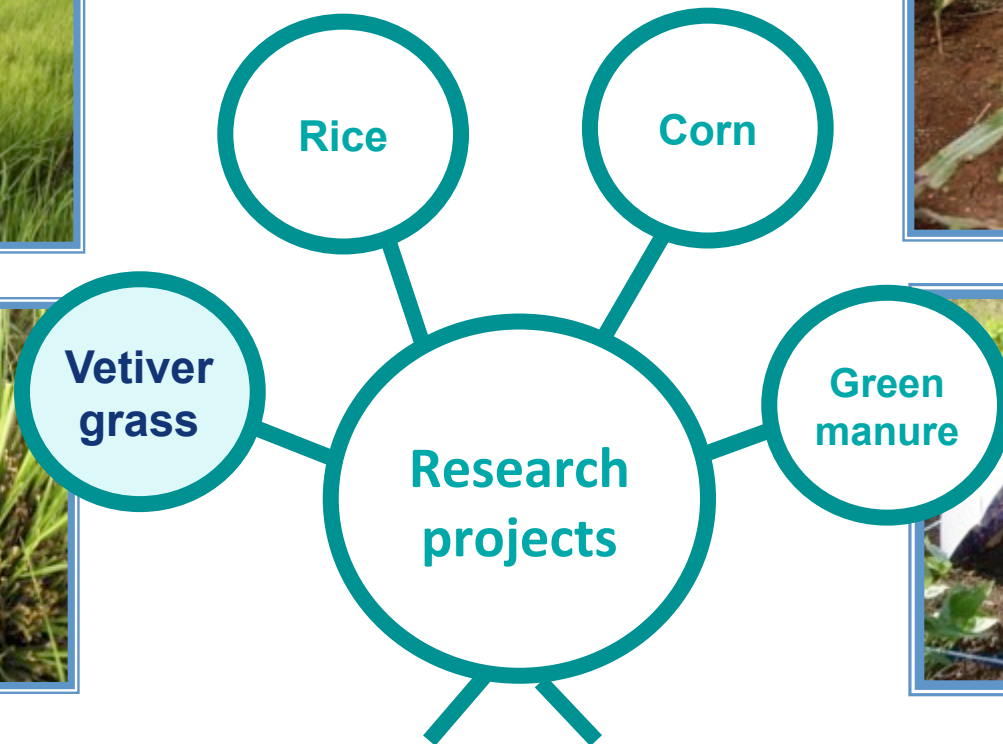 Rice
Corn
Vetiver
grass
Green
manure
Research
projects